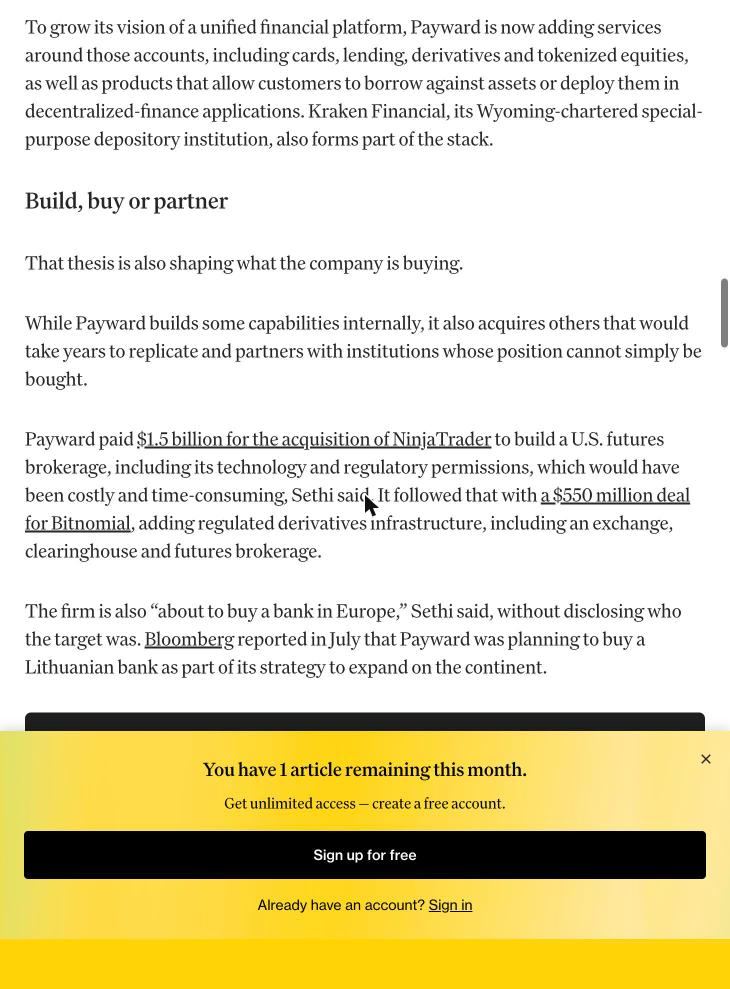 To grow its vision of a unified financial platform, Payward is now adding services
around those accounts, including cards, lending, derivatives and tokenized equities,
as well as products that allow customers to borrow against assets or deploy them in
decentralized-finance applications. Kraken Financial, its Wyoming-chartered special-
purpose depository institution, also forms part of the stack.
Build, buy or partner
That thesis is also shaping what the company is buying.
While Payward builds some capabilities internally, it also acquires others that would
take years to replicate and partners with institutions whose position cannot simply be
bought.
Payward paid $1.5 billion for the acquisition of NinjaTrader to build a U.S. futures
brokerage, including its technology and regulatory permissions, which would have
been costly and time-consuming, Sethi said. It followed that with a $550 million deal
for Bitnomial, adding regulated derivatives infrastructure, including an exchange,
clearinghouse and futures brokerage.
The firm is also “about to buy a bank in Europe,” Sethi said, without disclosing who
the target was. Bloomberg reported in July that Payward was planning to buy a
Lithuanian bank as part of its strategy to expand on the continent.
You have 1 article remaining this month.
Get unlimited access — create a free account.
Sign up for free
Already have an account? Sign in